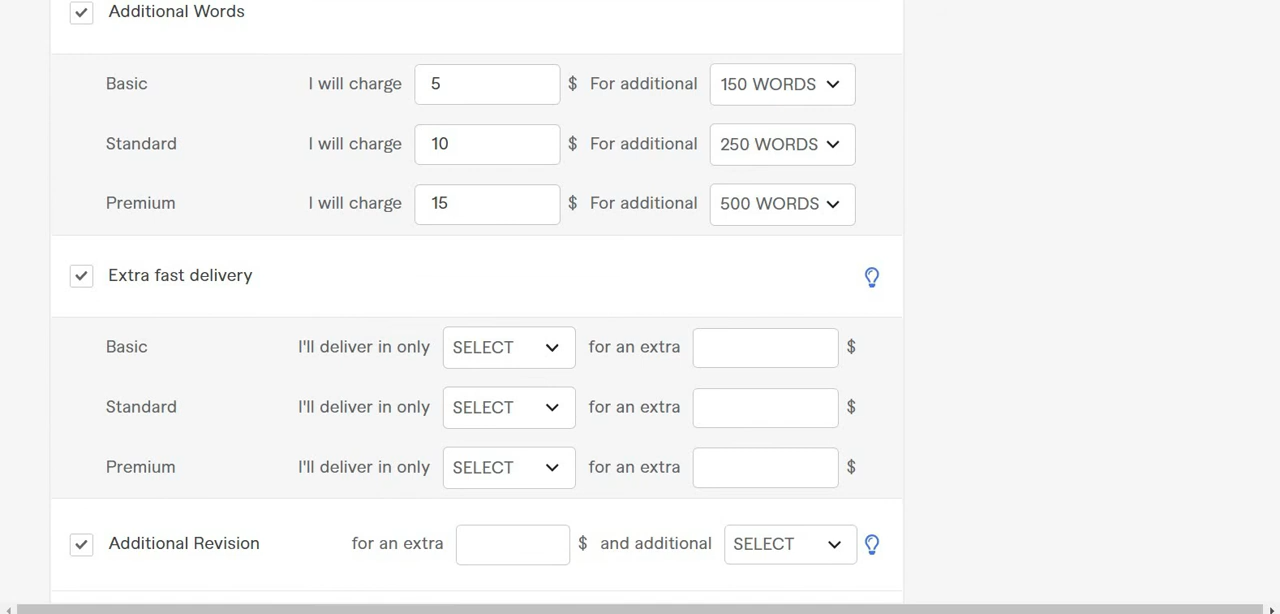 Additional Words
Basic I will charge 5 $ For additional 150 WORDS
Standard I will charge 10 $ For additional 250 WORDS
Premium I will charge 15 $ For additional 500 WORDS
Extra fast delivery
Basic I'll deliver in only SELECT for an extra $
Standard I'll deliver in only SELECT for an extra $
Premium I'll deliver in only SELECT for an extra $
Additional Revision for an extra $ and additional SELECT